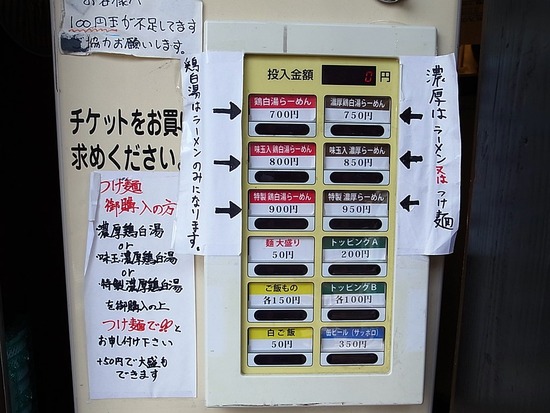 お客様へ
100円玉が不足してます
ご協力お願いします。
チケットをお買い
求めください。
つけ麺
御購入の方
濃厚鶏白湯
or
味玉濃厚鶏白湯
or
特製濃厚鶏白湯
を御購入の上
つけ麺で!!と
お申し付け下さい
+50円で大盛も
できます
鶏白湯はラーメンのみになります。
投入金額 0 円
鶏白湯らーめん
700円
濃厚鶏白湯らーめん
750円
味玉入 鶏白湯らーめん
800円
味玉入 濃厚らーめん
850円
特製 鶏白湯らーめん
900円
特製 濃厚らーめん
950円
麺大盛り
50円
トッピングA
200円
ご飯もの
各150円
トッピングB
各100円
白ご飯
50円
缶ビール(サッポロ)
350円
濃厚はラーメン又はつけ麺